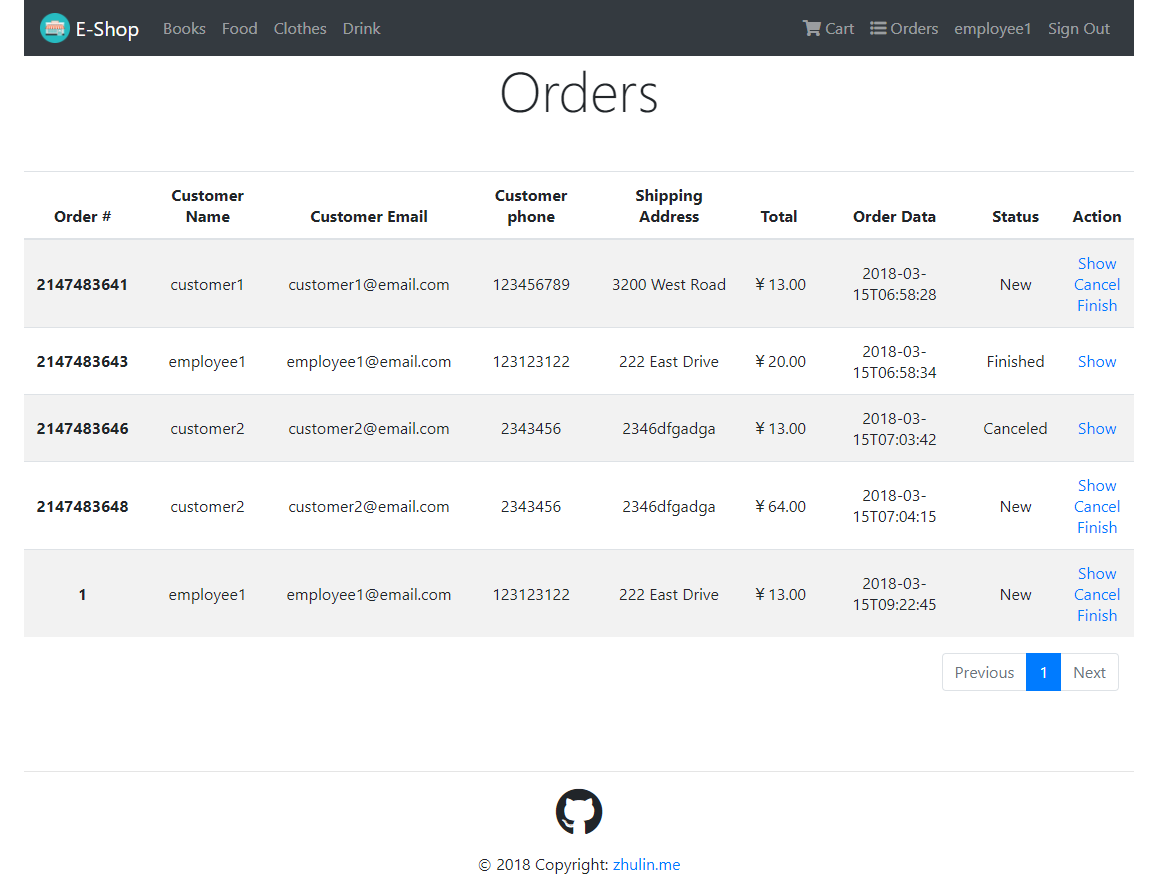 E-Shop Books Food Clothes Drink Cart Orders employee1 Sign Out
Orders
Order # Customer Name Customer Email Customer phone Shipping Address Total Order Data Status Action
2147483641 customer1 customer1@email.com 123456789 3200 West Road ¥ 13.00 2018-03-15T06:58:28 New Show Cancel Finish
2147483643 employee1 employee1@email.com 123123122 222 East Drive ¥ 20.00 2018-03-15T06:58:34 Finished Show
2147483646 customer2 customer2@email.com 2343456 2346dfgadga ¥ 13.00 2018-03-15T07:03:42 Canceled Show
2147483648 customer2 customer2@email.com 2343456 2346dfgadga ¥ 64.00 2018-03-15T07:04:15 New Show Cancel Finish
1 employee1 employee1@email.com 123123122 222 East Drive ¥ 13.00 2018-03-15T09:22:45 New Show Cancel Finish
Previous 1 Next
© 2018 Copyright: zhulin.me